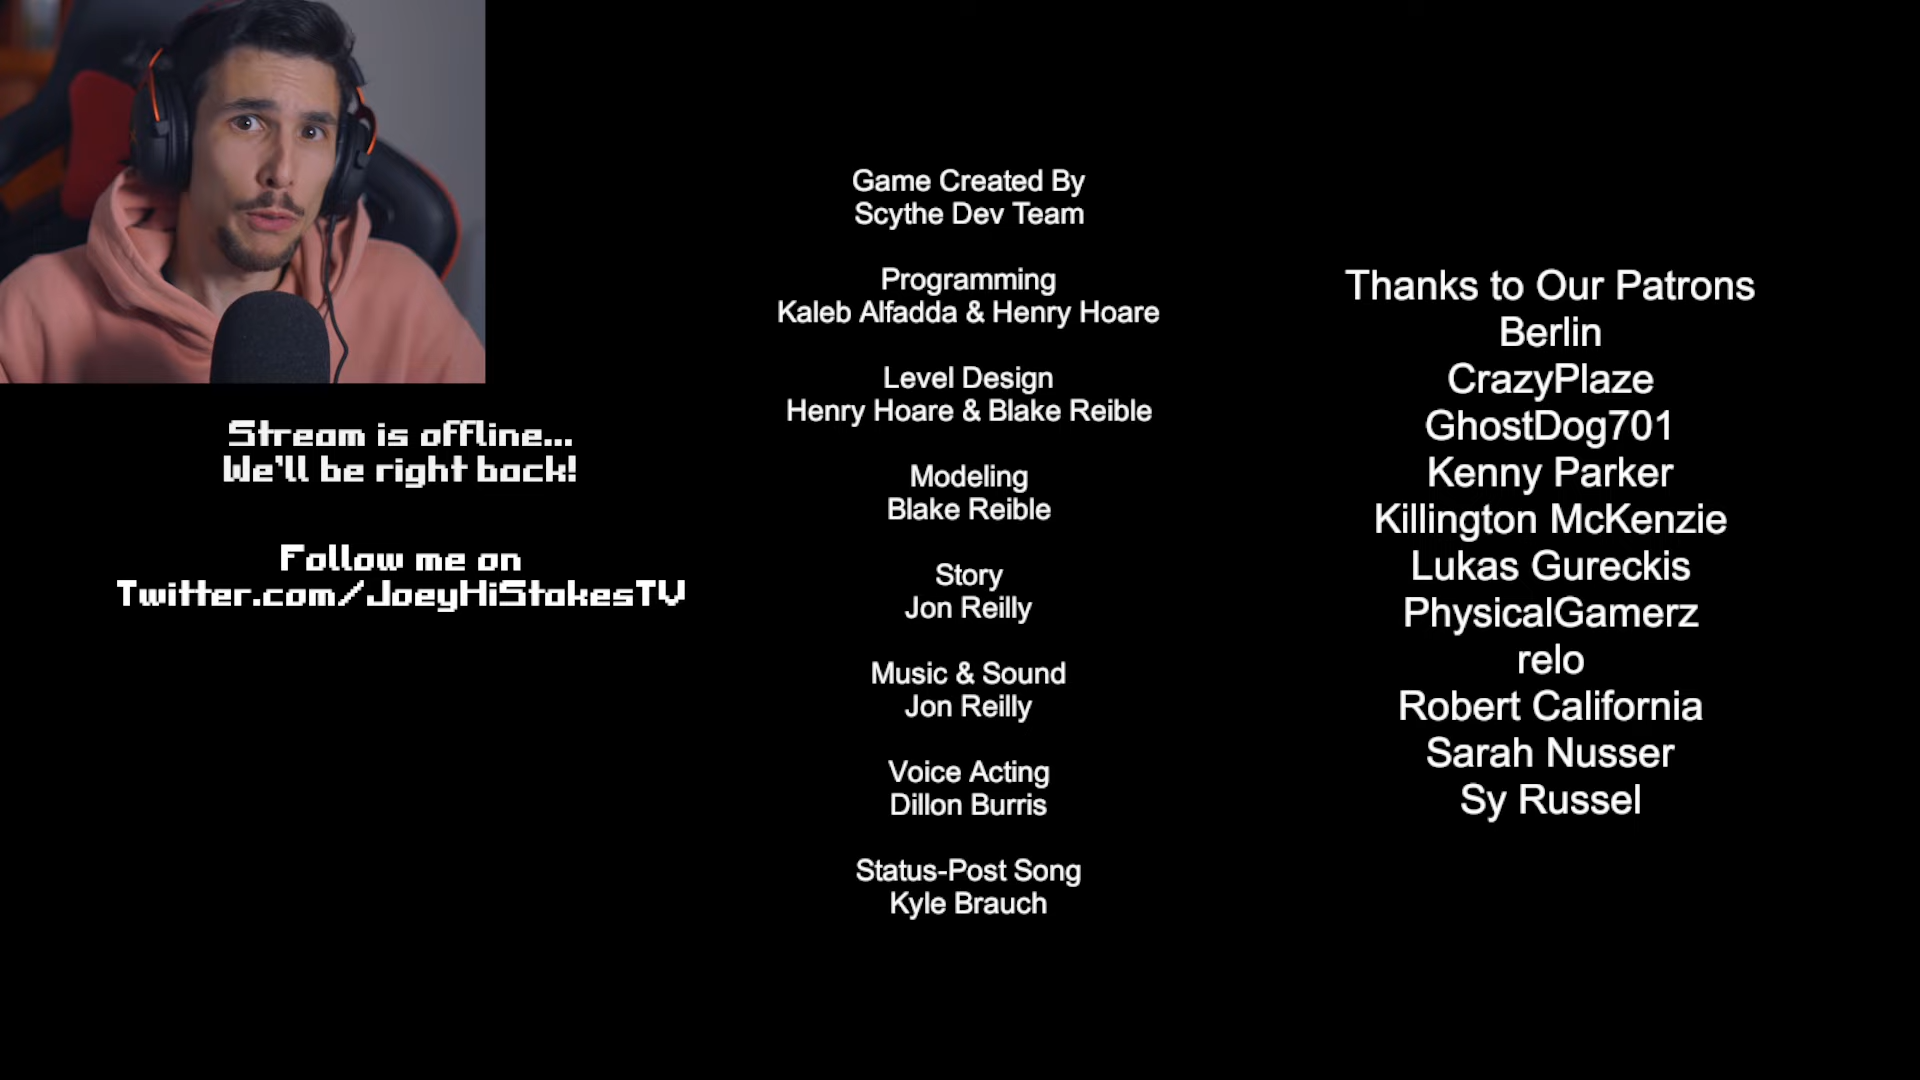 Stream is offline...
We'll be right back!
Follow me on
Twitter.com/JoeyHiStakesTV
Game Created By
Scythe Dev Team
Programming
Kaleb Alfadda & Henry Hoare
Level Design
Henry Hoare & Blake Reible
Modeling
Blake Reible
Story
Jon Reilly
Music & Sound
Jon Reilly
Voice Acting
Dillon Burris
Status-Post Song
Kyle Brauch
Thanks to Our Patrons
Berlin
CrazyPlaze
GhostDog701
Kenny Parker
Killington McKenzie
Lukas Gureckis
PhysicalGamerz
relo
Robert California
Sarah Nusser
Sy Russel